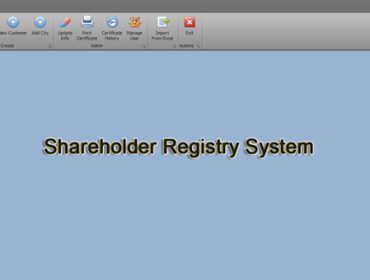 New Customer Add City Update Info Print Certificate Certificate History Manage User Import From Excel Exit
Create Admin Actions
Shareholder Registry System